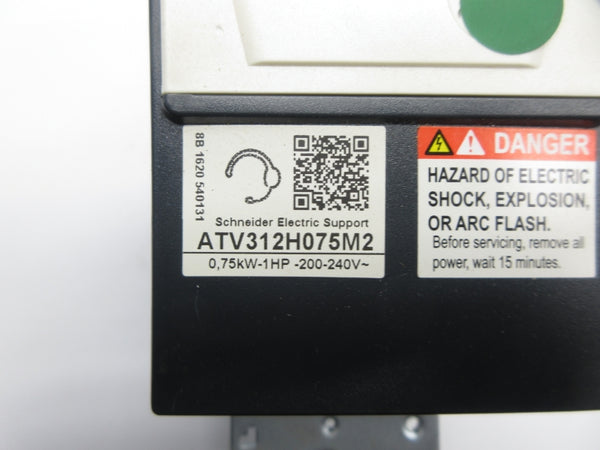 8B 1620 540131
Schneider Electric Support
ATV312H075M2
0,75kW-1HP -200-240V~
DANGER
HAZARD OF ELECTRIC
SHOCK, EXPLOSION,
OR ARC FLASH.
Before servicing, remove all
power, wait 15 minutes.